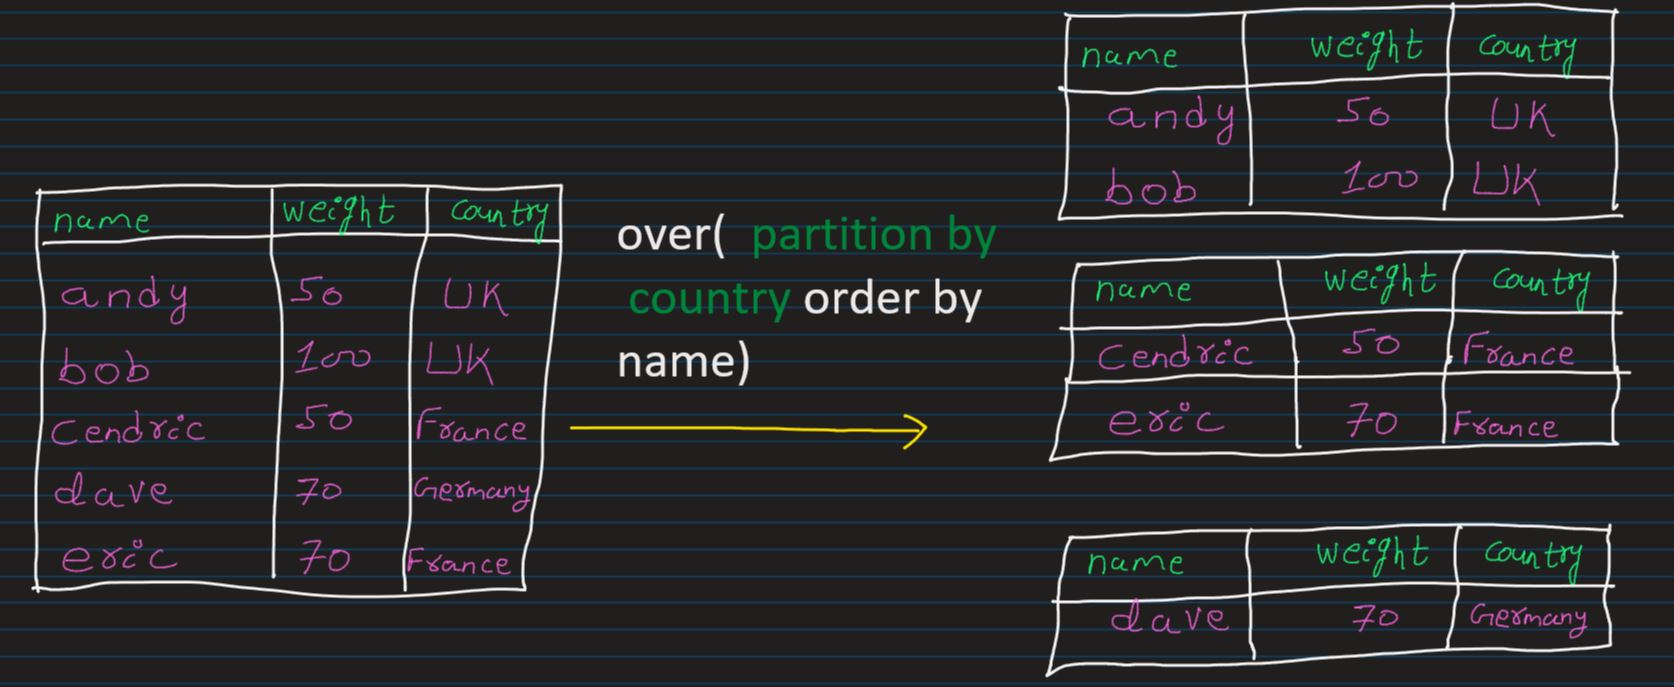 name weight country
andy 50 UK
bob 100 UK
Cendric 50 France
dave 70 Germany
eric 70 France
over( partition by
country order by
name)
name weight country
andy 50 UK
bob 100 UK
name weight country
Cendric 50 France
eric 70 France
name weight country
dave 70 Germany